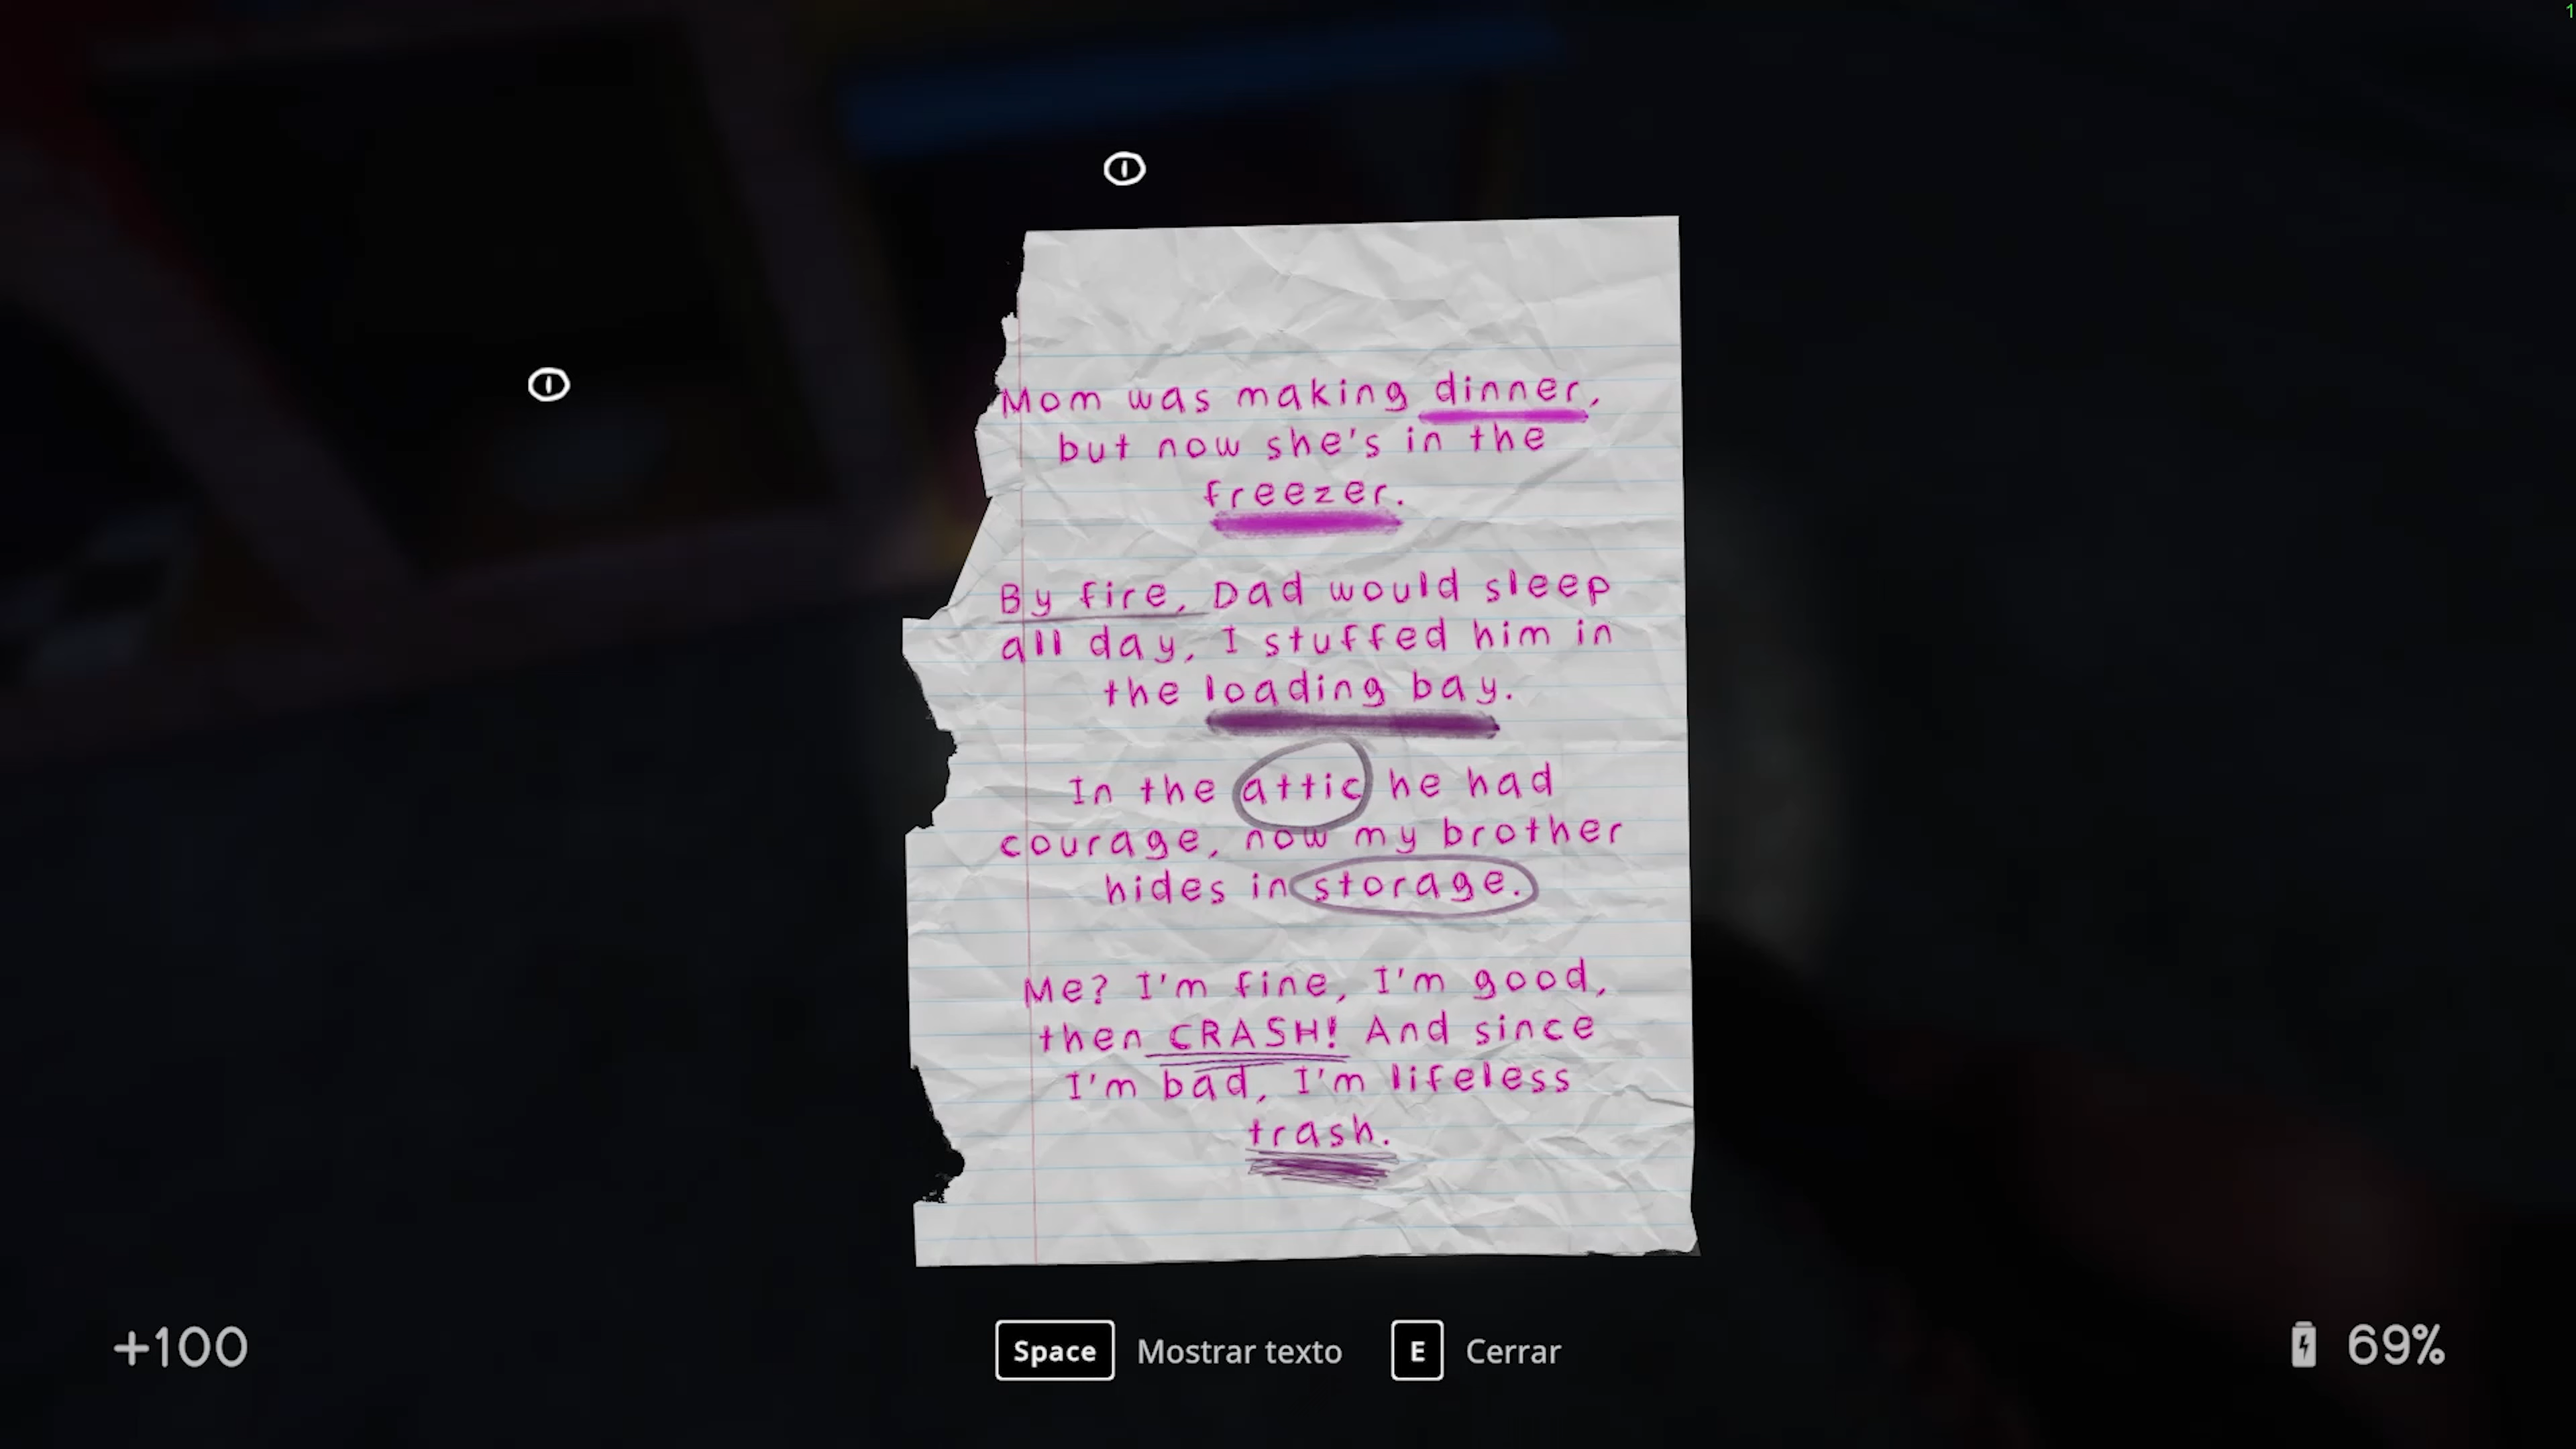 1
Mom was making dinner,
but now she's in the
freezer.
By fire, Dad would sleep
all day, I stuffed him in
the loading bay.
In the attic he had
courage, now my brother
hides in storage.
Me? I'm fine, I'm good,
then CRASH! And since
I'm bad, I'm lifeless
trash.
+100
Space Mostrar texto E Cerrar
69%